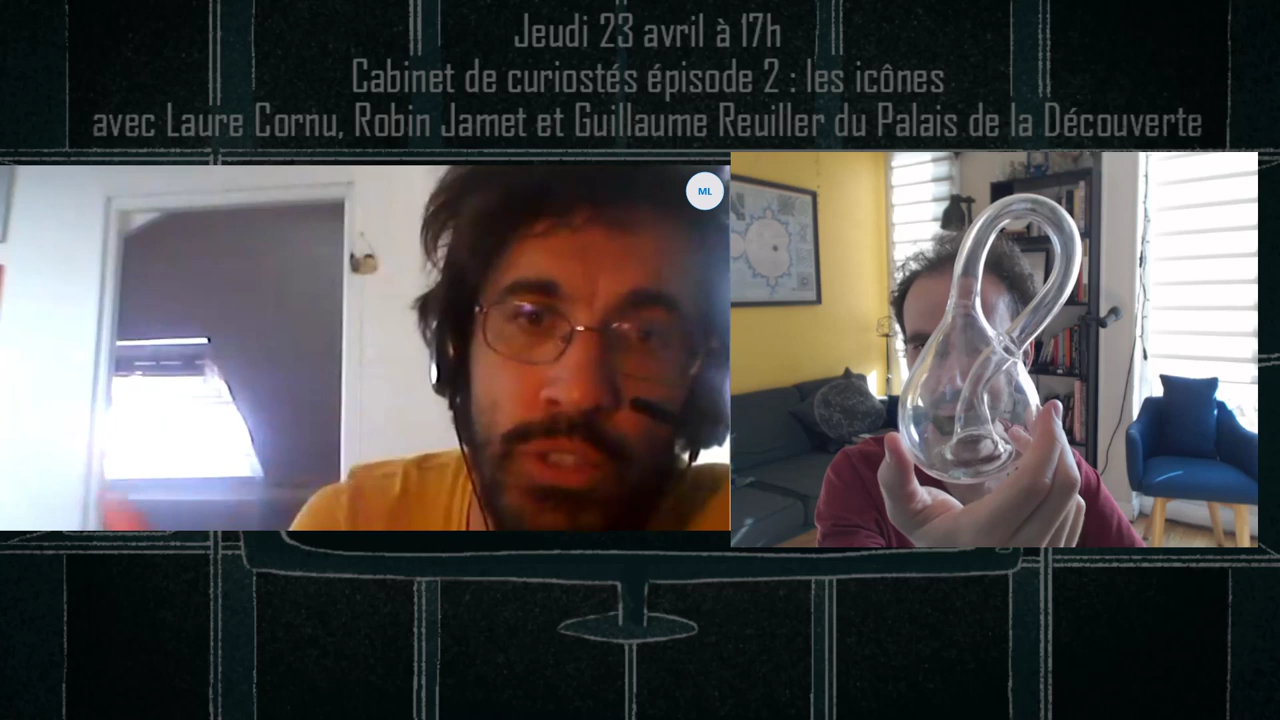 Jeudi 23 avril à 17h
Cabinet de curiostés épisode 2 : les icônes
avec Laure Cornu, Robin Jamet et Guillaume Reuiller du Palais de la Découverte
ML